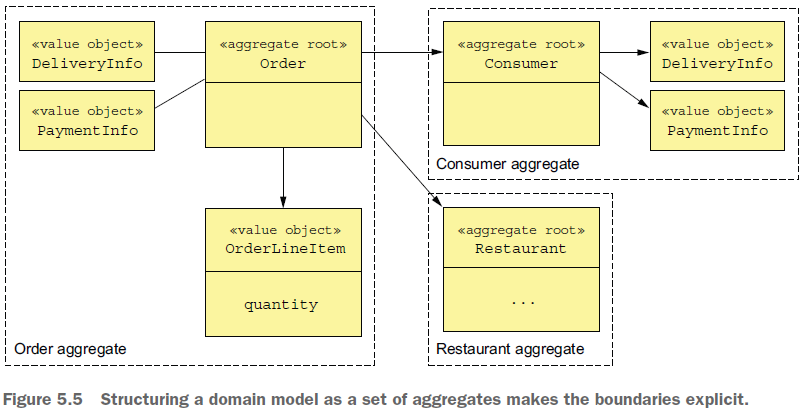 «value object»
DeliveryInfo
«value object»
PaymentInfo
«aggregate root»
Order
«value object»
OrderLineItem
quantity
Order aggregate
«aggregate root»
Consumer
«value object»
DeliveryInfo
«value object»
PaymentInfo
Consumer aggregate
«aggregate root»
Restaurant
...
Restaurant aggregate
Figure 5.5 Structuring a domain model as a set of aggregates makes the boundaries explicit.